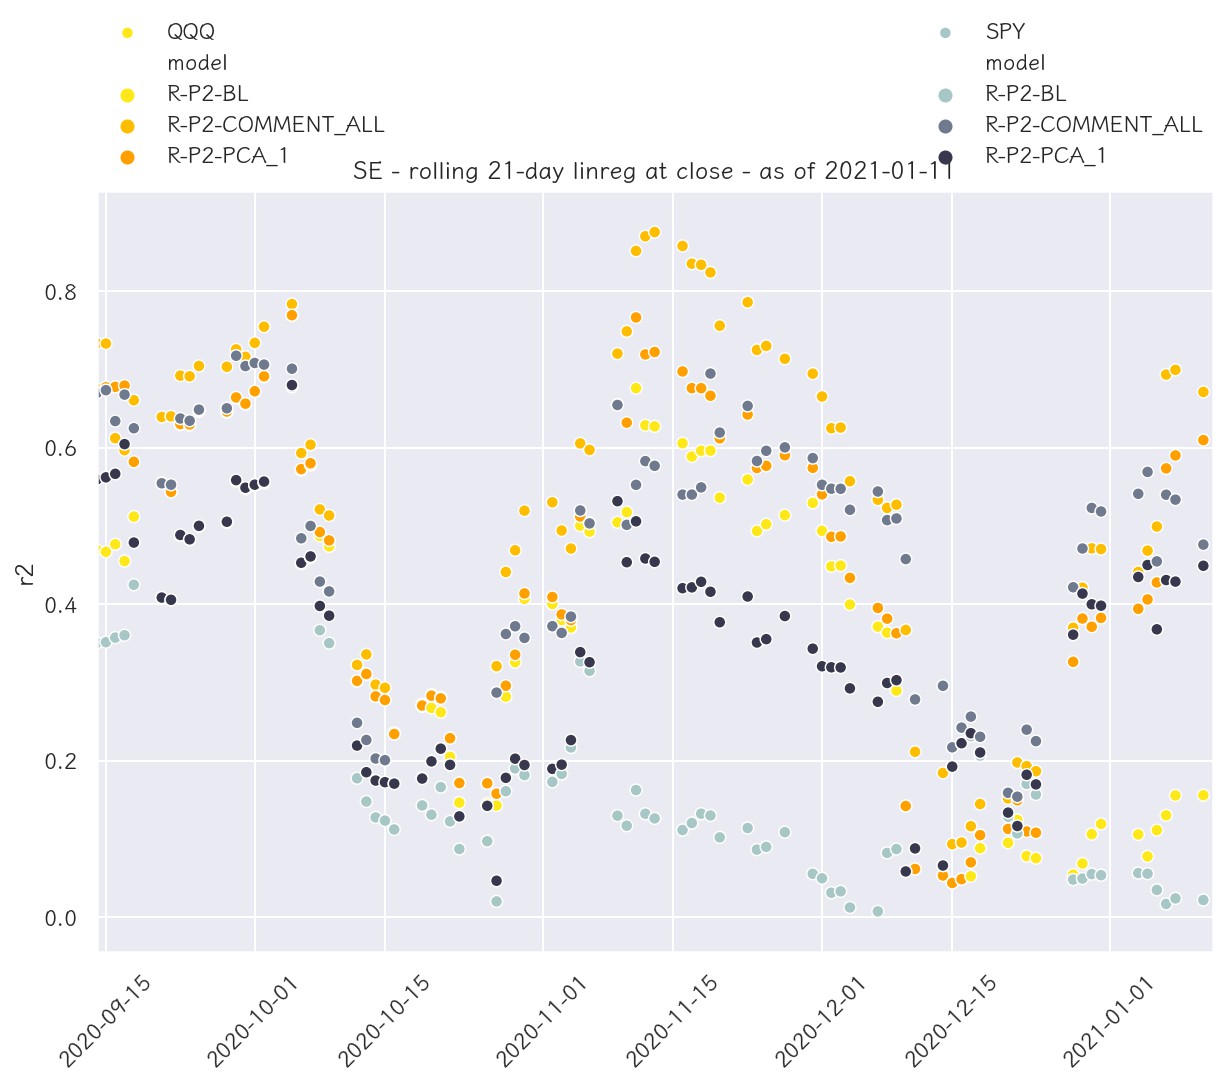 QQQ
model
R-P2-BL
R-P2-COMMENT_ALL
R-P2-PCA_1
SPY
model
R-P2-BL
R-P2-COMMENT_ALL
R-P2-PCA_1
SE - rolling 21-day linreg at close - as of 2021-01-11
r2
0.8
0.6
0.4
0.2
0.0
2020-09-15
2020-10-01
2020-10-15
2020-11-01
2020-11-15
2020-12-01
2020-12-15
2021-01-01